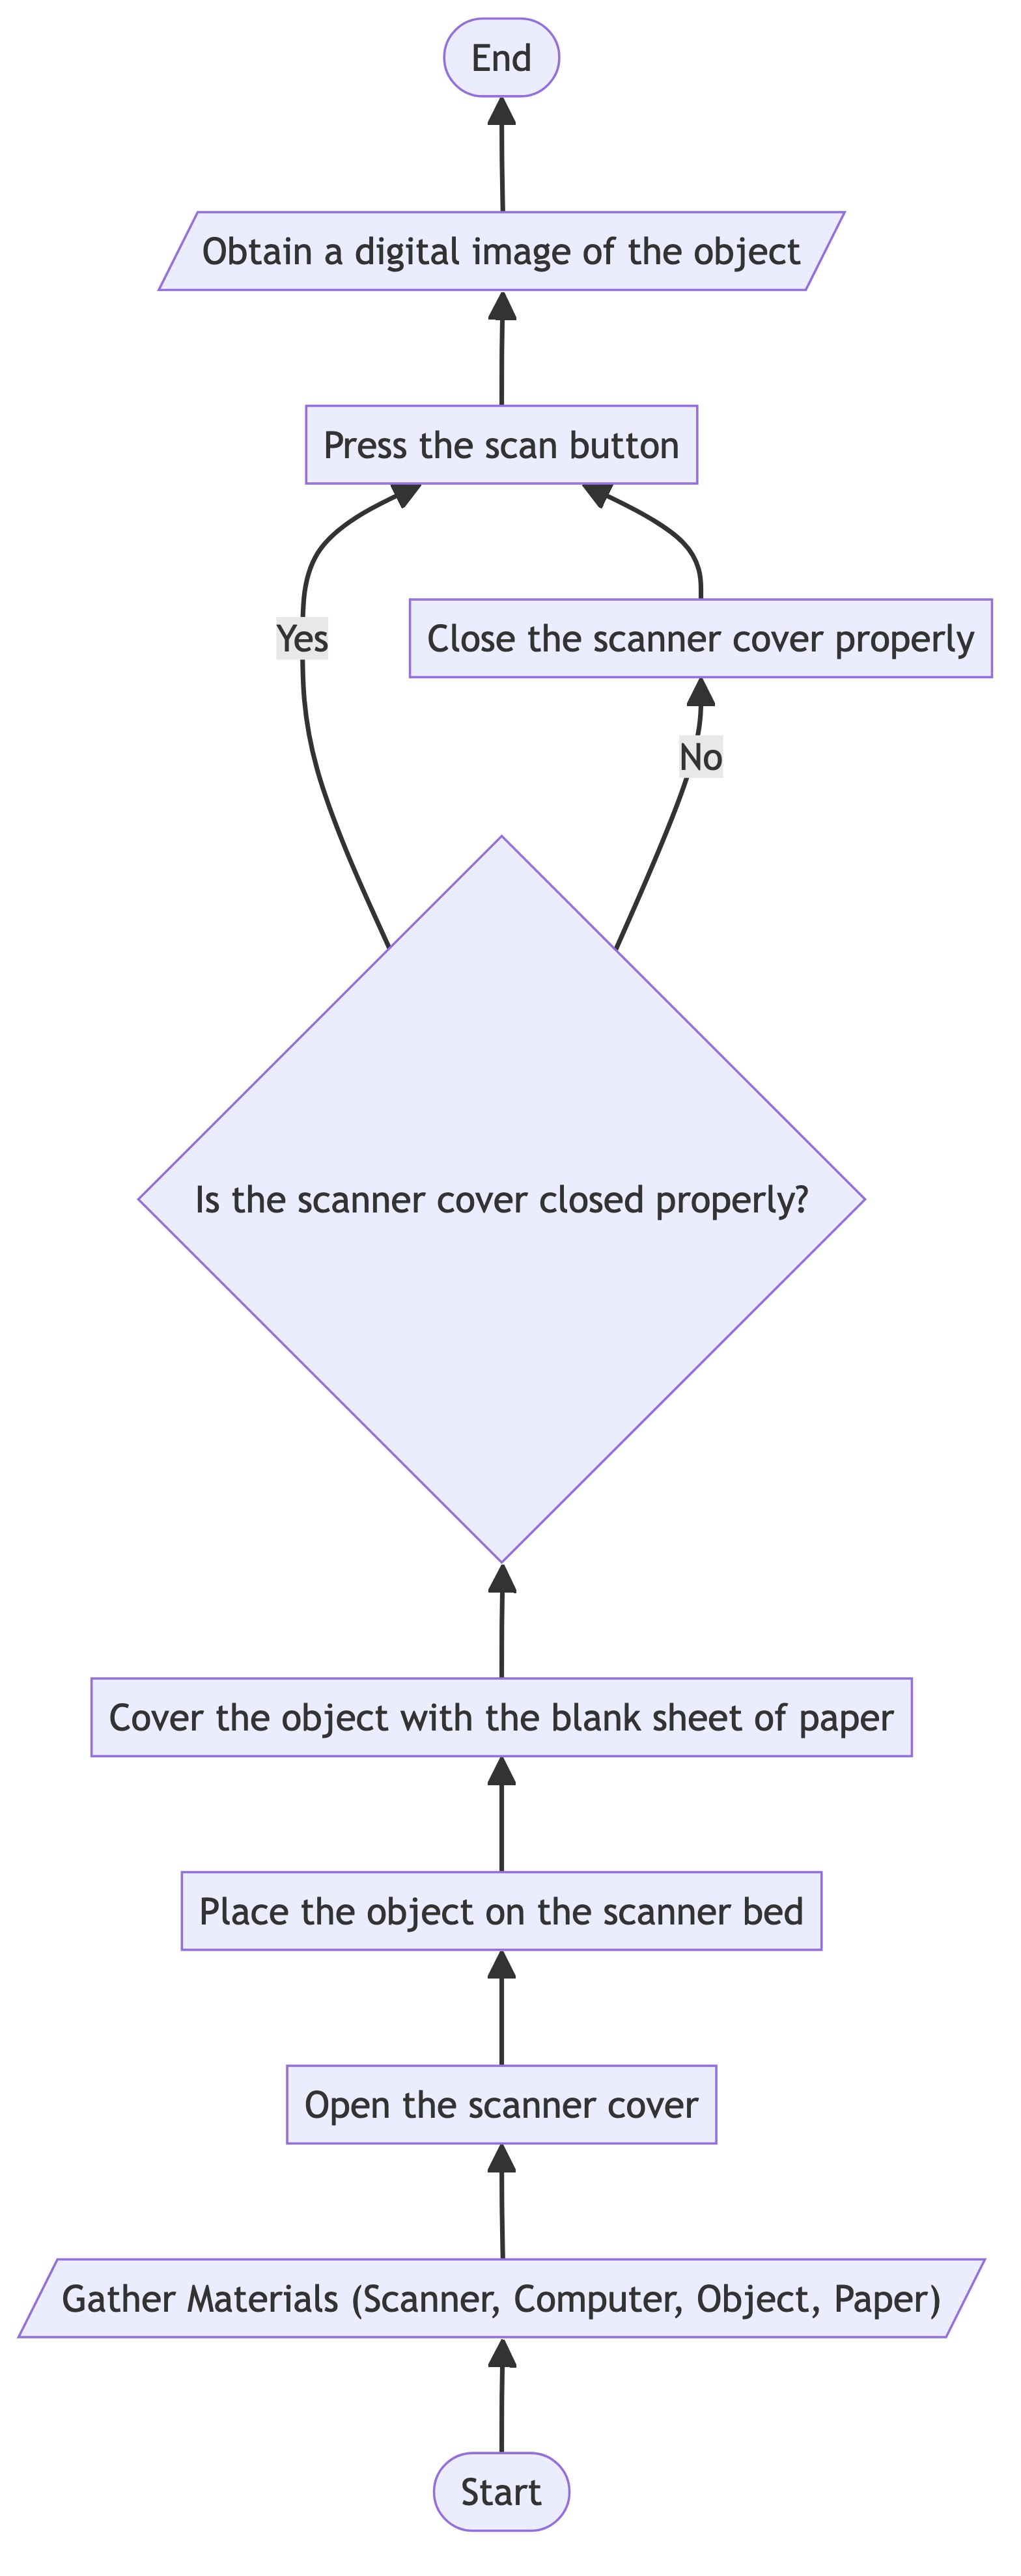 End
Obtain a digital image of the object
Press the scan button
Yes
Close the scanner cover properly
No
Is the scanner cover closed properly?
Cover the object with the blank sheet of paper
Place the object on the scanner bed
Open the scanner cover
Gather Materials (Scanner, Computer, Object, Paper)
Start